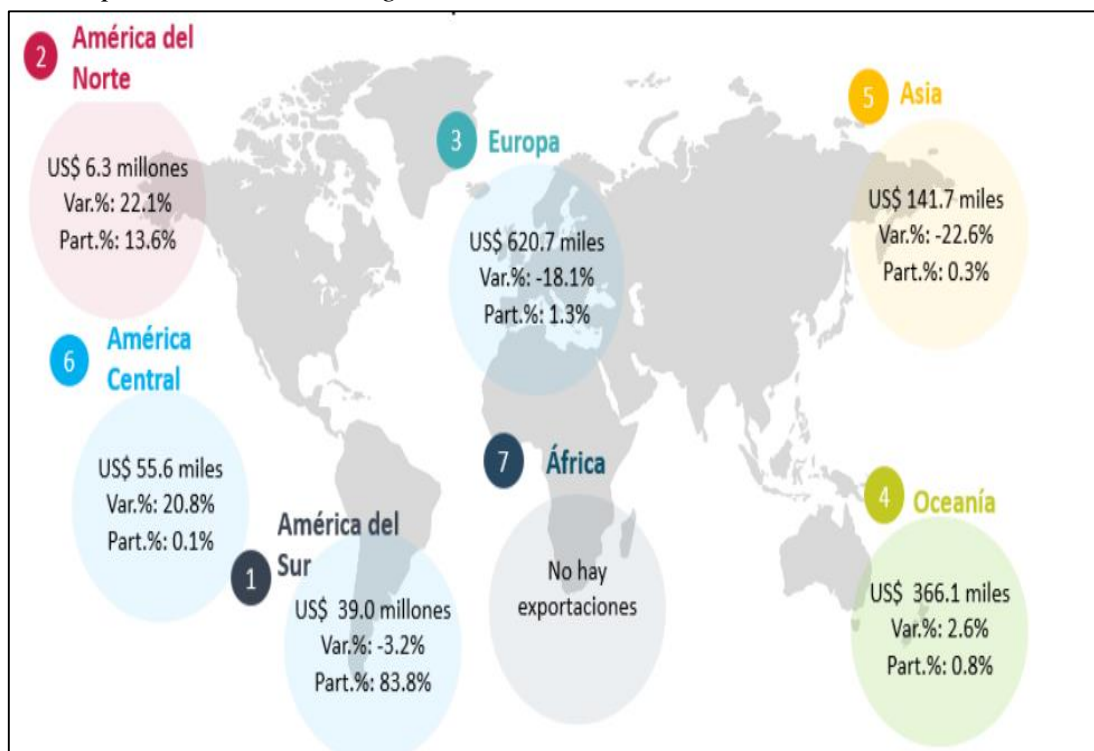 2
América del
Norte
US$ 6.3 millones
Var.%: 22.1%
Part.%: 13.6%
3
Europa
US$ 620.7 miles
Var.%: -18.1%
Part.%: 1.3%
5
Asia
US$ 141.7 miles
Var.%: -22.6%
Part.%: 0.3%
6
América
Central
US$ 55.6 miles
Var.%: 20.8%
Part.%: 0.1%
1
América del
Sur
US$ 39.0 millones
Var.%: -3.2%
Part.%: 83.8%
7
África
No hay
exportaciones
4
Oceanía
US$ 366.1 miles
Var.%: 2.6%
Part.%: 0.8%